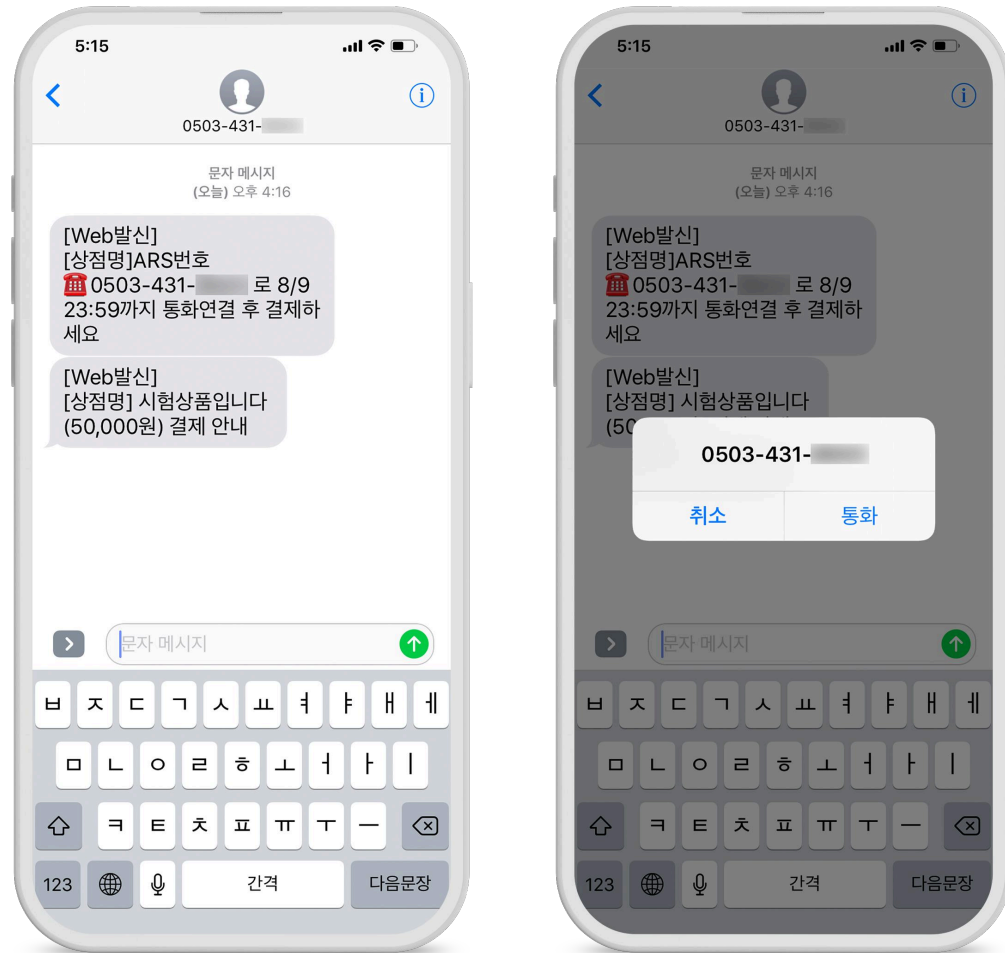 5:15
0503-431-
문자 메시지
(오늘) 오후 4:16
[Web발신]
[상점명]ARS번호
☎️0503-431- 로 8/9
23:59까지 통화연결 후 결제하
세요
[Web발신]
[상점명] 시험상품입니다
(50,000원) 결제 안내
문자 메시지
ㅂ ㅈ ㄷ ㄱ ㅅ ㅛ ㅕ ㅑ ㅐ ㅔ
ㅁ ㄴ ㅇ ㄹ ㅎ ㅗ ㅓ ㅏ ㅣ
ㅋ ㅌ ㅊ ㅍ ㅠ ㅜ ㅡ
123 간격 다음문장
5:15
0503-431-
문자 메시지
(오늘) 오후 4:16
[Web발신]
[상점명]ARS번호
☎️0503-431- 로 8/9
23:59까지 통화연결 후 결제하
세요
[Web발신]
[상점명] 시험상품입니다
(50
0503-431-
취소 통화
문자 메시지
ㅂ ㅈ ㄷ ㄱ ㅅ ㅛ ㅕ ㅑ ㅐ ㅔ
ㅁ ㄴ ㅇ ㄹ ㅎ ㅗ ㅓ ㅏ ㅣ
ㅋ ㅌ ㅊ ㅍ ㅠ ㅜ ㅡ
123 간격 다음문장